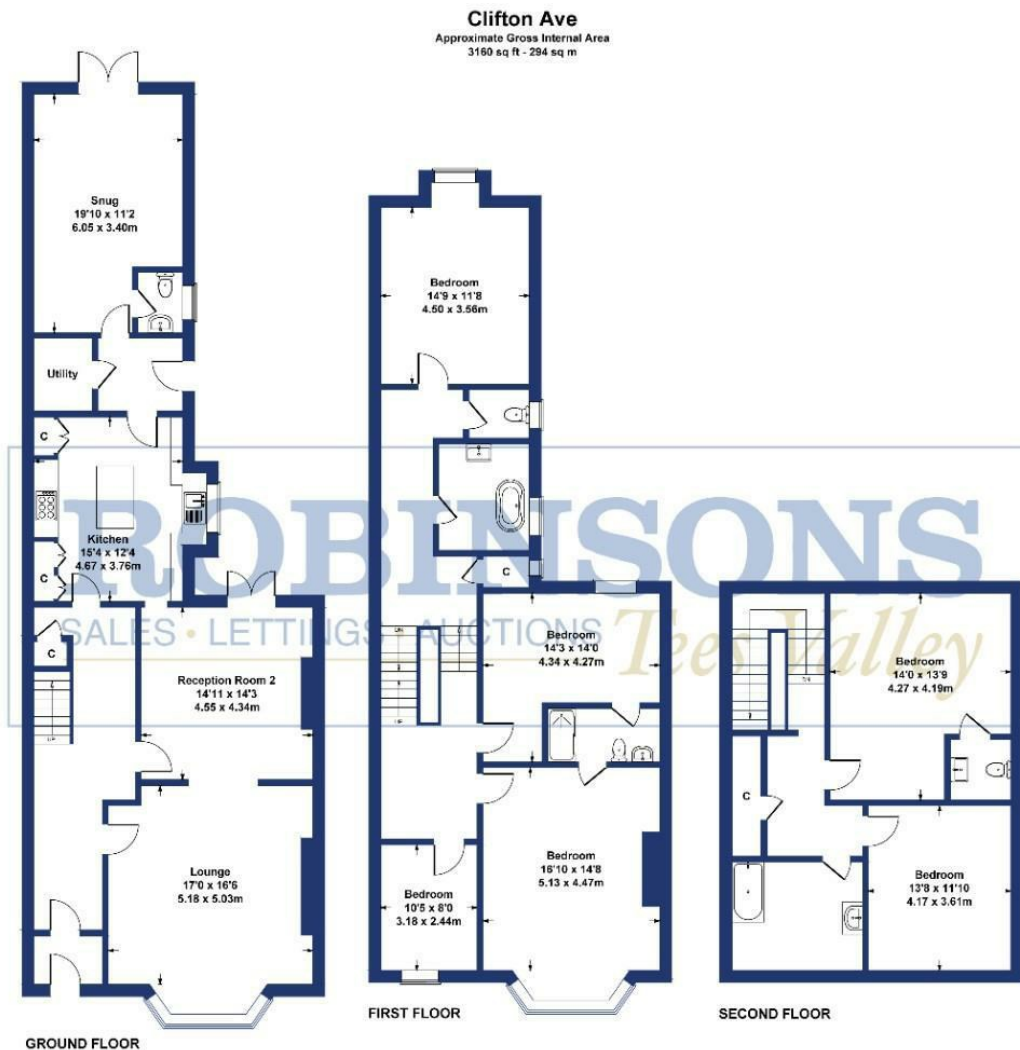 Clifton Ave
Approximate Gross Internal Area
3160 sq ft - 294 sq m
Snug
19'10 x 11'2
6.05 x 3.40m
Utility
C
Kitchen
15'4 x 12'4
4.67 x 3.76m
C
C
UP
Reception Room 2
14'11 x 14'3
4.55 x 4.34m
Lounge
17'0 x 16'6
5.18 x 5.03m
GROUND FLOOR
Bedroom
14'9 x 11'8
4.50 x 3.56m
C
DN
UP
Bedroom
14'3 x 14'0
4.34 x 4.27m
Bedroom
16'10 x 14'8
5.13 x 4.47m
Bedroom
10'5 x 8'0
3.18 x 2.44m
FIRST FLOOR
DN
Bedroom
14'0 x 13'9
4.27 x 4.19m
C
Bedroom
13'8 x 11'10
4.17 x 3.61m
SECOND FLOOR
ROBINSONS
SALES · LETTINGS · AUCTIONS
Tees Valley